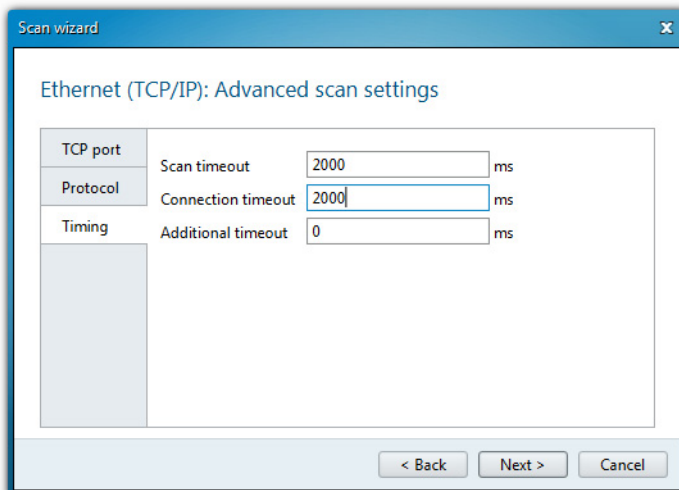 Scan wizard
x
Ethernet (TCP/IP): Advanced scan settings
TCP port
Protocol
Timing
Scan timeout 2000 ms
Connection timeout 2000 ms
Additional timeout 0 ms
< Back Next > Cancel